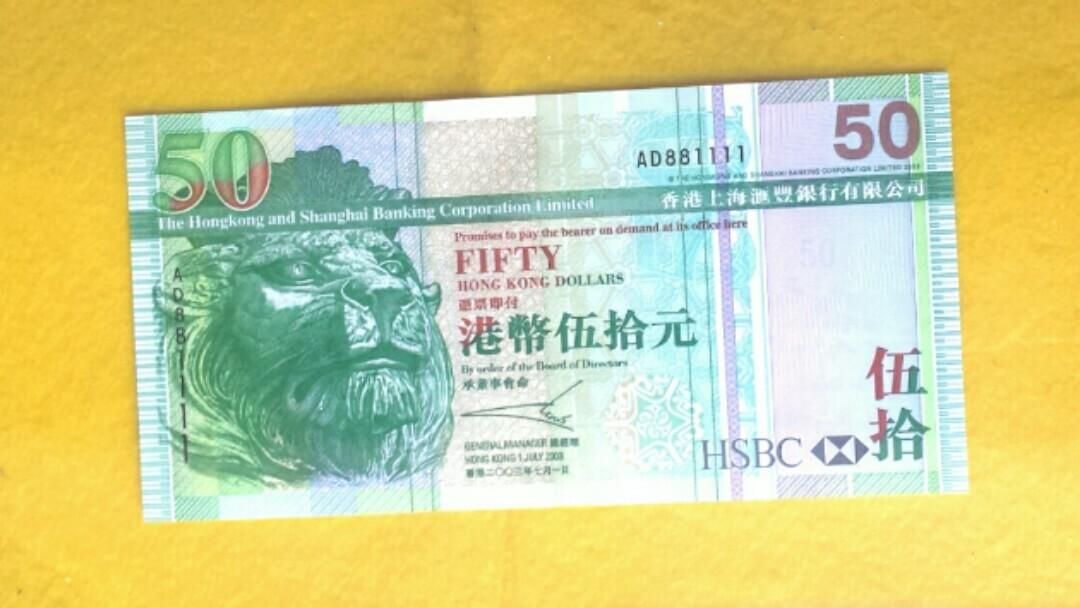 50
50
AD881111
© THE HONGKONG AND SHANGHAI BANKING CORPORATION LIMITED
The Hongkong and Shanghai Banking Corporation Limited
香港上海滙豐銀行有限公司
Promises to pay the bearer on demand at its office here
FIFTY
HONG KONG DOLLARS
憑票即付
港幣伍拾元
By order of the Board of Directors
承董事會命
GENERAL MANAGER 總經理
HONG KONG 1 JULY 2003
香港二〇〇三年七月一日
AD881111
50
伍拾
HSBC